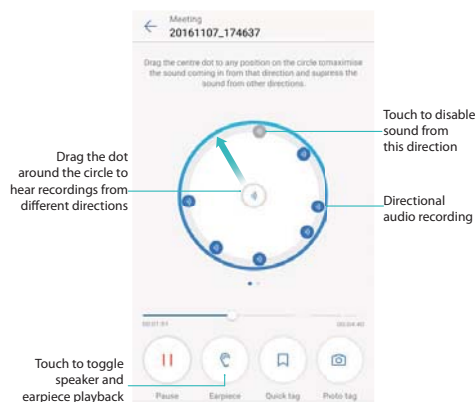 Meeting
20161107_174637
Drag the centre dot to any position on the circle tomaximise
the sound coming in from that direction and supress the
sound from other directions.
Touch to disable
sound from
this direction
Drag the dot
around the circle to
hear recordings from
different directions
Directional
audio recording
00:01:51
00:04:40
Touch to toggle
speaker and
earpiece playback
Pause
Earpiece
Quick tag
Photo tag